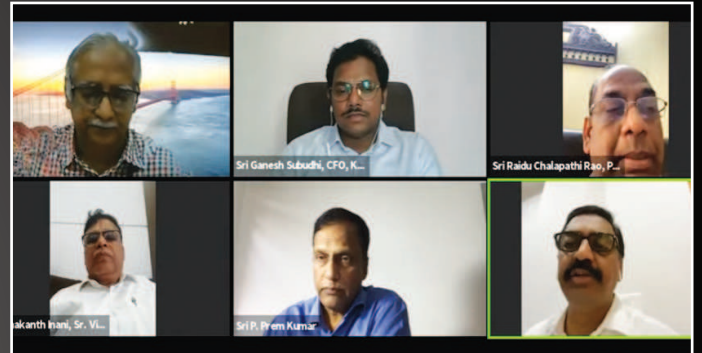 Sri Ganesh Subudhi, CFO, K...
Sri Raidu Chalapathi Rao, P...
akanth Inani, Sr. Vi...
Sri P. Prem Kumar